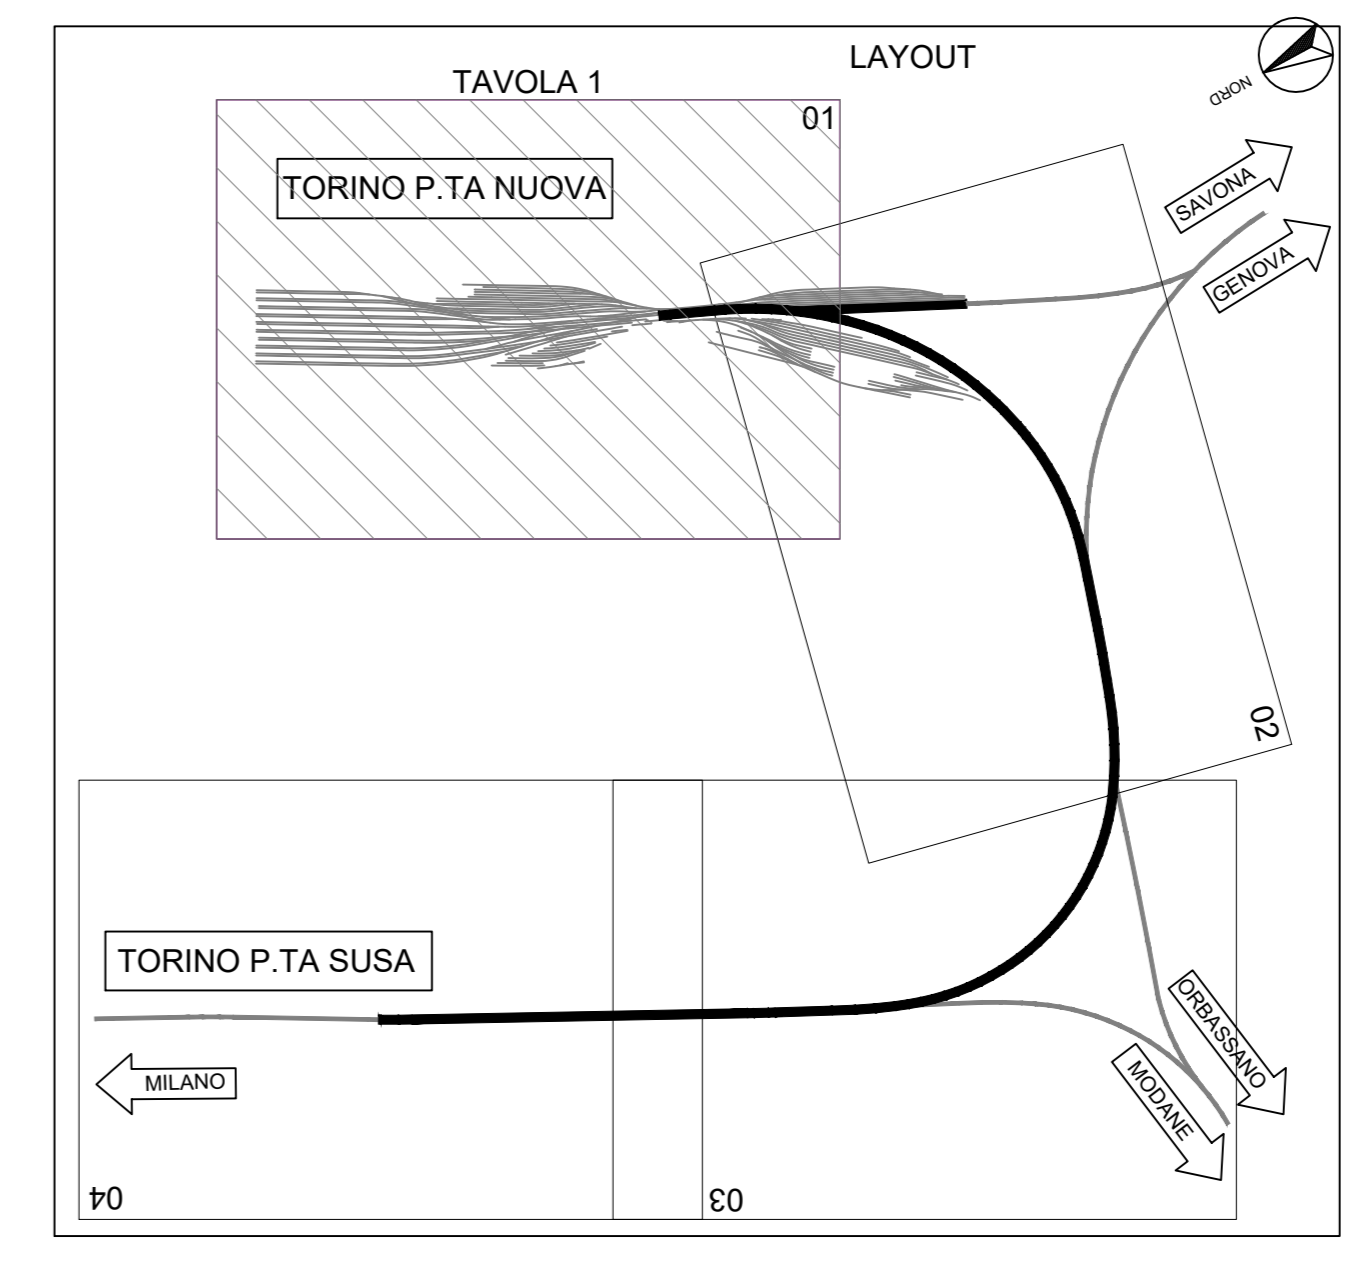 LAYOUT
TAVOLA 1
NORD
01
TORINO P.TA NUOVA
SAVONA
GENOVA
02
TORINO P.TA SUSA
MILANO
ORBASSANO
MODANE
04
03